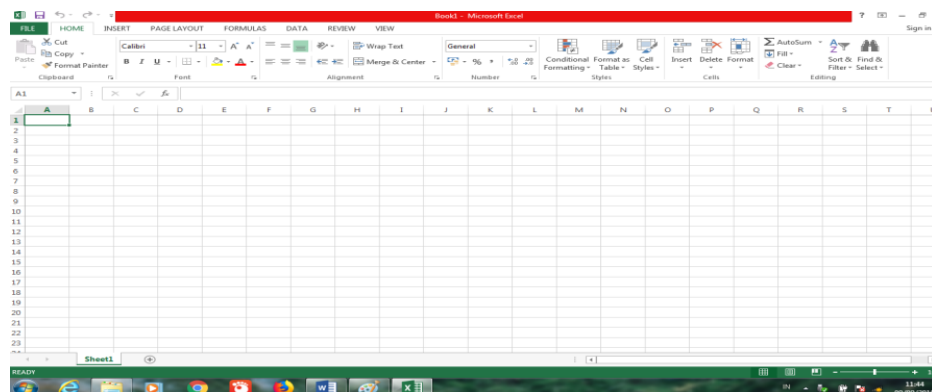 Book1 - Microsoft Excel
?
FILE HOME INSERT PAGE LAYOUT FORMULAS DATA REVIEW VIEW Sign in
Paste
Cut
Copy
Format Painter
Clipboard
Calibri 11 A A
B I U A
Font
Wrap Text
Merge & Center
Alignment
General
% ,
Number
Conditional Formatting
Format as Table
Cell Styles
Styles
Insert Delete Format
Cells
AutoSum
Fill
Clear
Sort & Filter
Find & Select
Editing
A1 fx
A B C D E F G H I J K L M N O P Q R S T
1
2
3
4
5
6
7
8
9
10
11
12
13
14
15
16
17
18
19
20
21
22
23
Sheet1
READY
IN 11:44